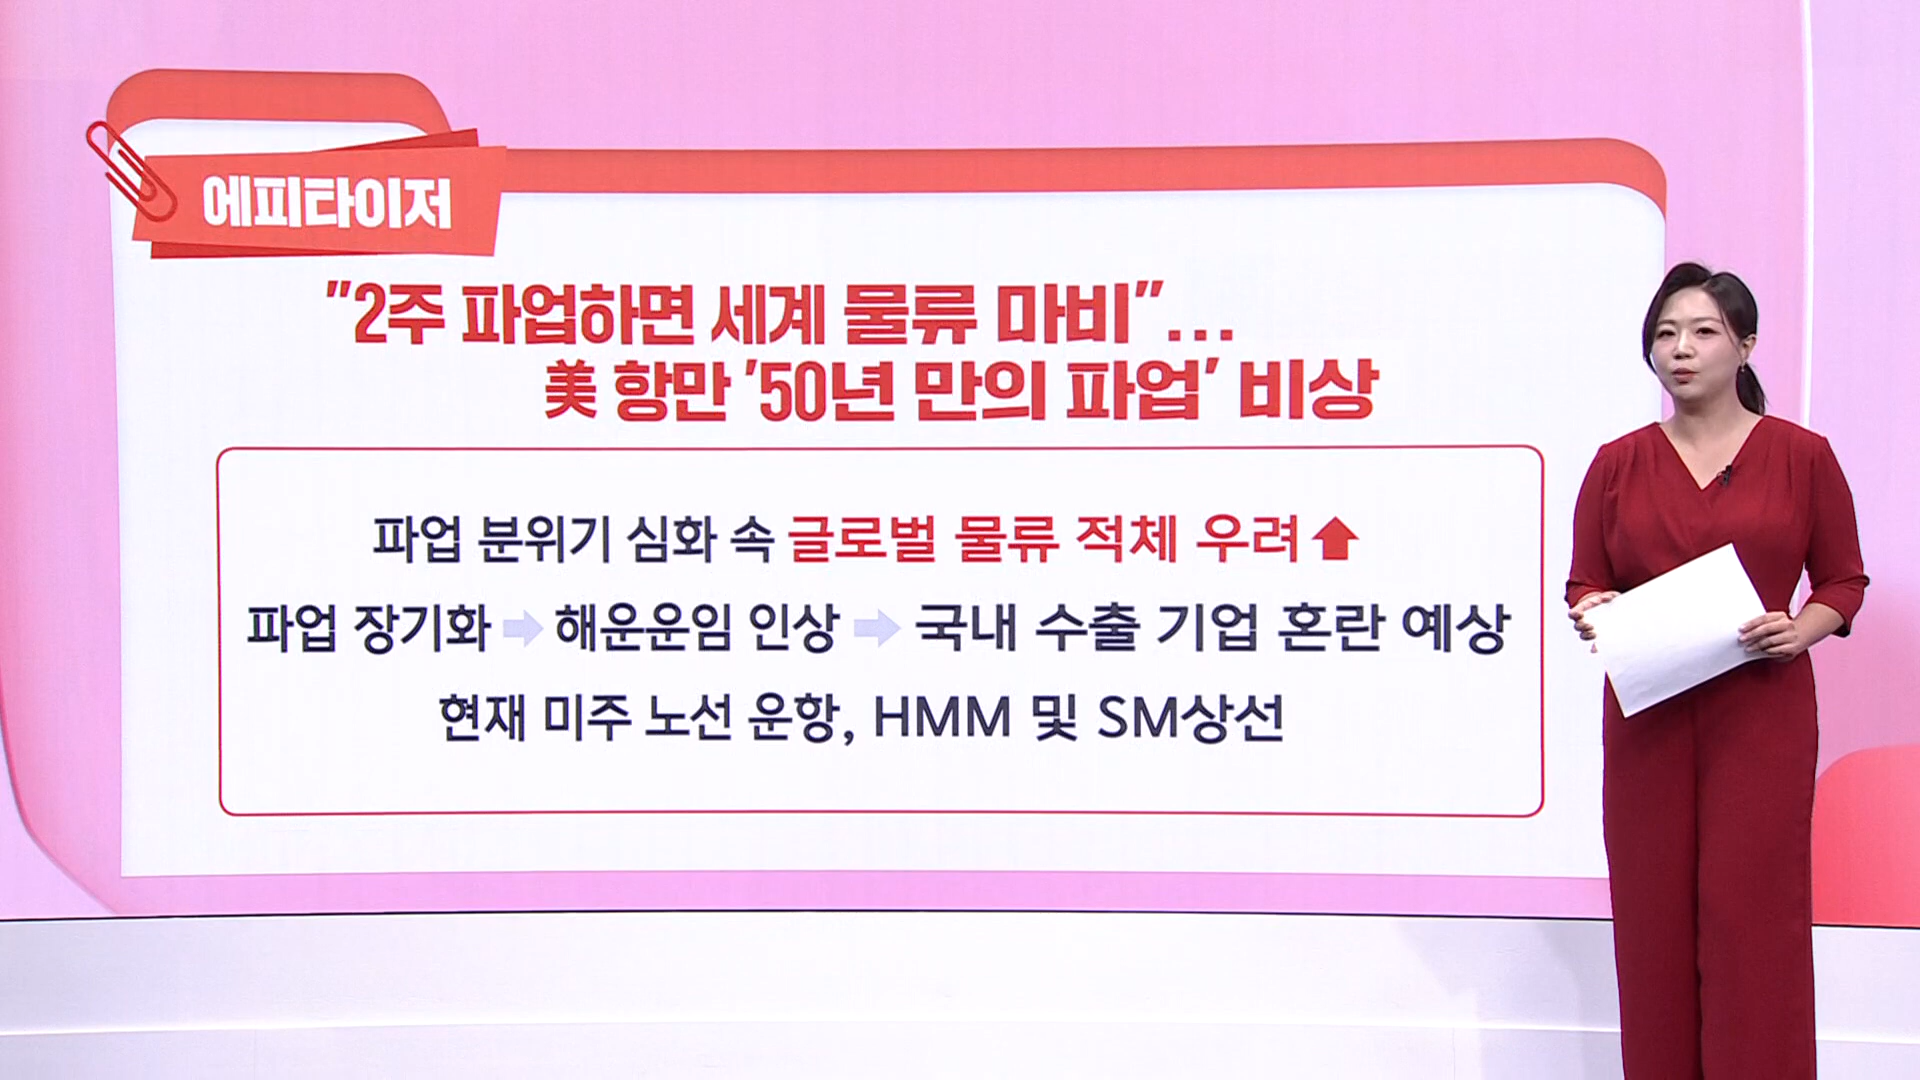 에피타이저
"2주 파업하면 세계 물류 마비"...
美 항만 '50년 만의 파업' 비상
파업 분위기 심화 속 글로벌 물류 적체 우려⬆
파업 장기화 ➡ 해운운임 인상 ➡ 국내 수출 기업 혼란 예상
현재 미주 노선 운항, HMM 및 SM상선